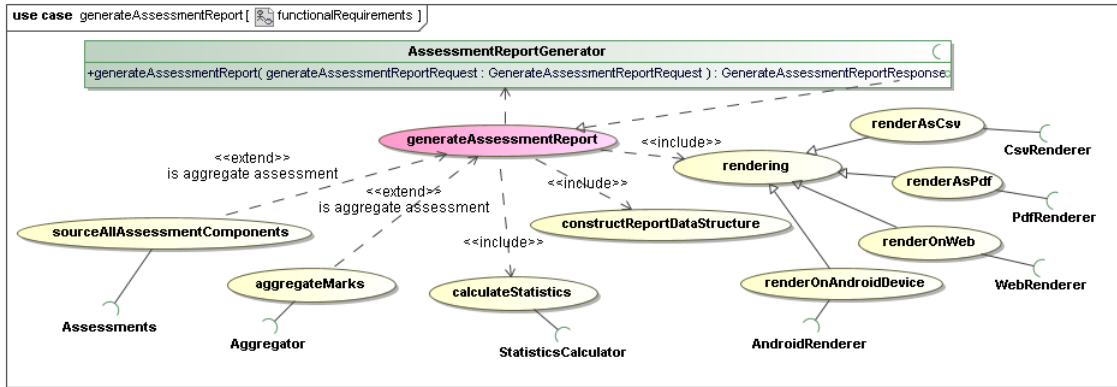 use case generateAssessmentReport [ functionalRequirements ]
AssessmentReportGenerator
+generateAssessmentReport( generateAssessmentReportRequest : GenerateAssessmentReportRequest ) : GenerateAssessmentReportResponse
renderAsCsv
generateAssessmentReport
<<include>>
CsvRenderer
<<extend>>
is aggregate assessment
rendering
renderAsPdf
<<extend>>
is aggregate assessment
<<include>>
PdfRenderer
sourceAllAssessmentComponents
constructReportDataStructure
<<include>>
renderOnWeb
aggregateMarks
calculateStatistics
renderOnAndroidDevice
WebRenderer
Assessments
Aggregator
StatisticsCalculator
AndroidRenderer